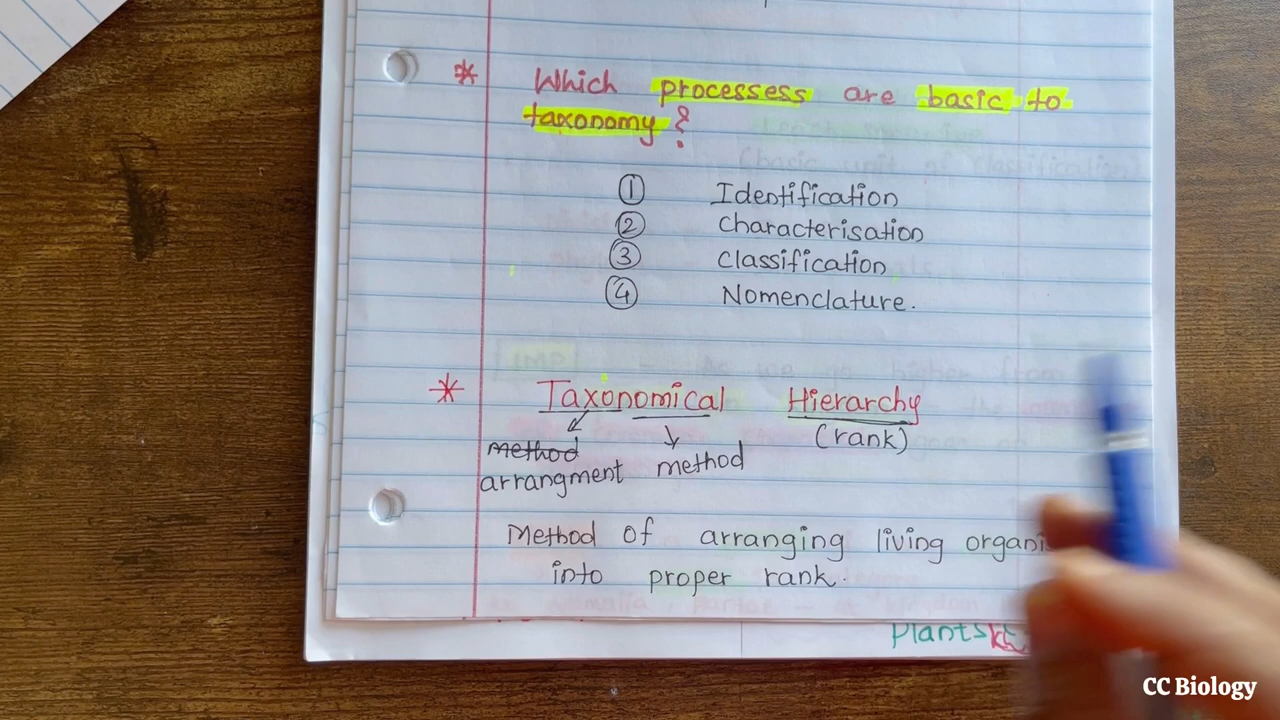 * Which processess are basic to
taxonomy?
① Identification
② Characterisation
③ Classification
④ Nomenclature.
* Taxonomical Hierarchy
(rank)
method
arrangment method
Method of arranging living
into proper rank.
Plants
CC Biology